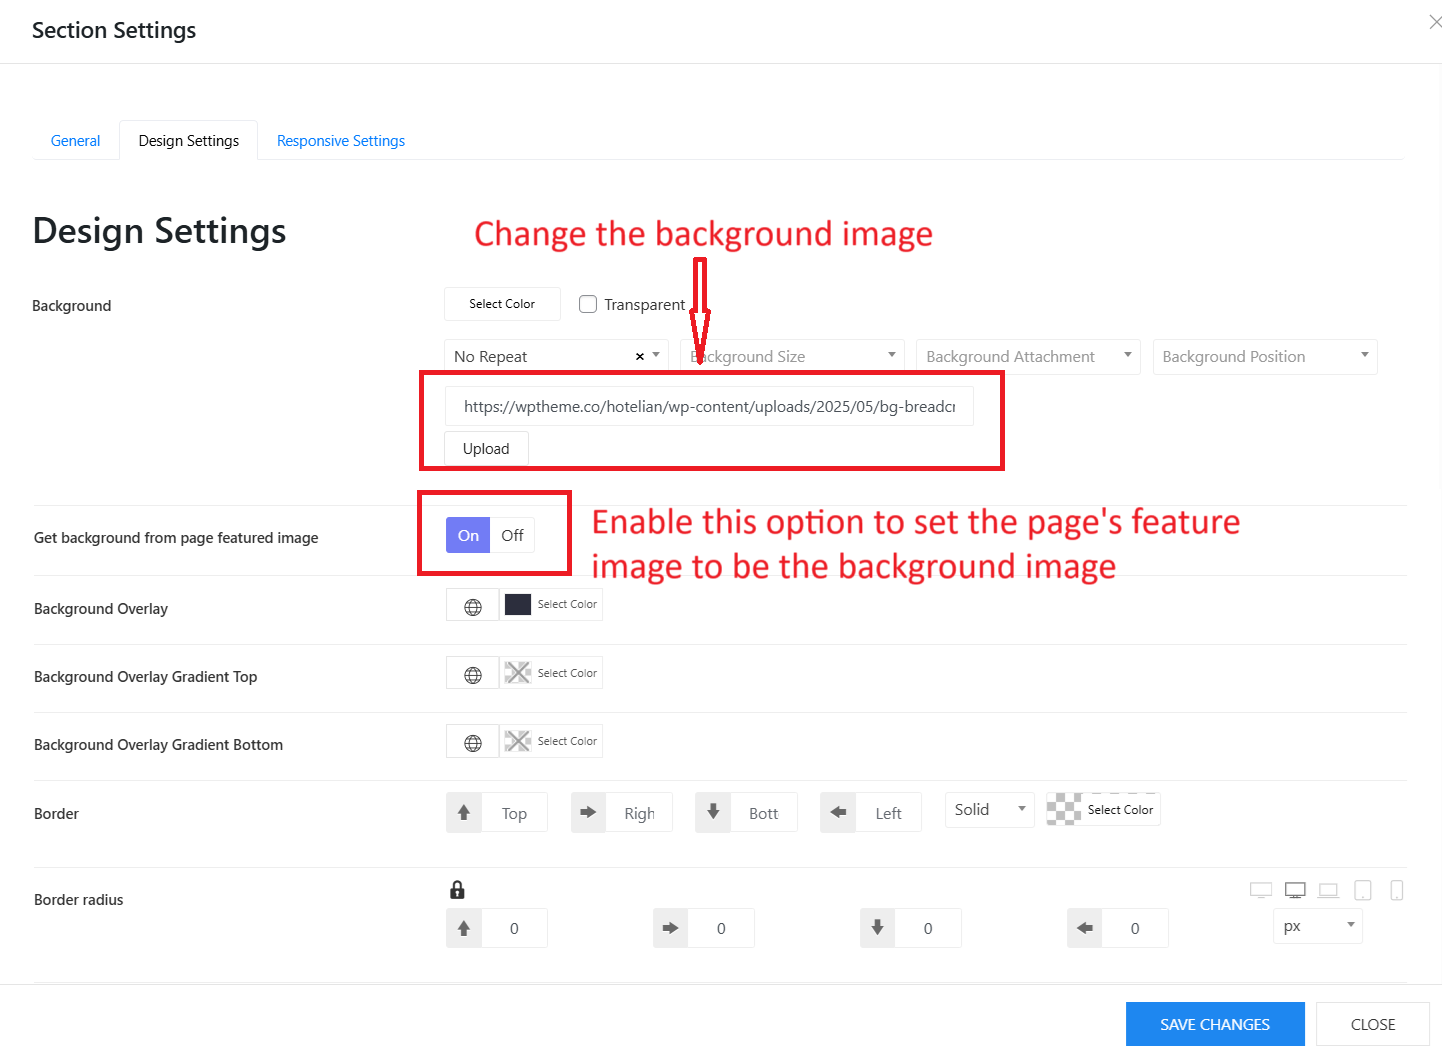 Section Settings
General
Design Settings
Responsive Settings
Design Settings
Change the background image
Background
Select Color
Transparent
No Repeat
Background Size
Background Attachment
Background Position
https://wptheme.co/hotelian/wp-content/uploads/2025/05/bg-breadcr
Upload
Get background from page featured image
On
Off
Enable this option to set the page's feature
image to be the background image
Background Overlay
Select Color
Background Overlay Gradient Top
Select Color
Background Overlay Gradient Bottom
Select Color
Border
Top
Righ
Bott
Left
Solid
Select Color
Border radius
0
0
0
0
px
SAVE CHANGES
CLOSE